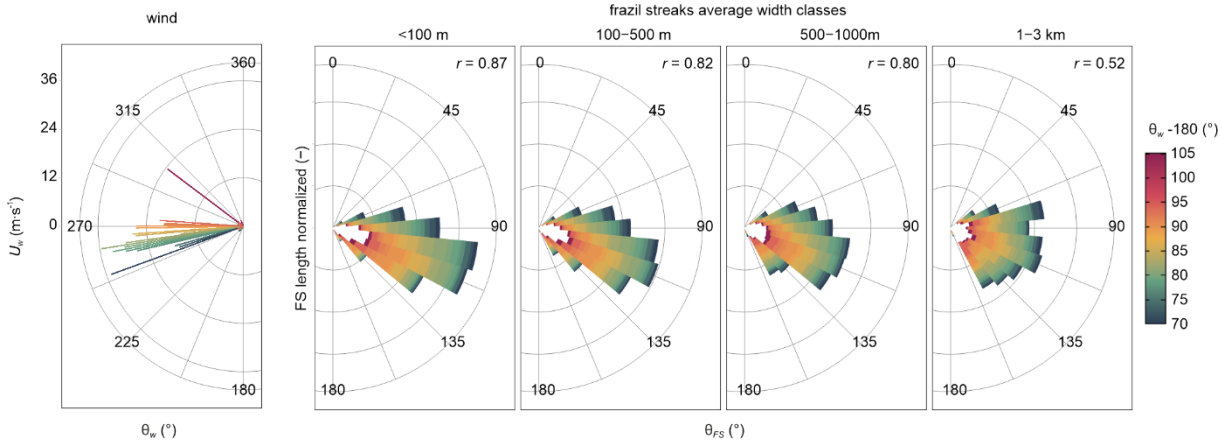 wind
frazil streaks average width classes
<100 m
100−500 m
500−1000m
1−3 km
U_w (m·s⁻¹)
36
24
12
0
360
315
270
225
180
θ_w (°)
FS length normalized (−)
r = 0.87
0
45
90
135
180
r = 0.82
0
45
90
135
180
r = 0.80
0
45
90
135
180
r = 0.52
0
45
90
135
180
θ_FS (°)
θ_w -180 (°)
105
100
95
90
85
80
75
70